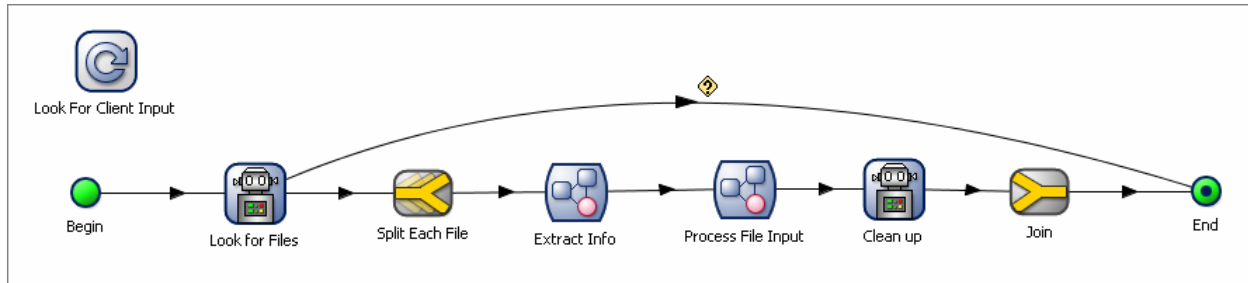 Look For Client Input
?
Begin
Look for Files
Split Each File
Extract Info
Process File Input
Clean up
Join
End